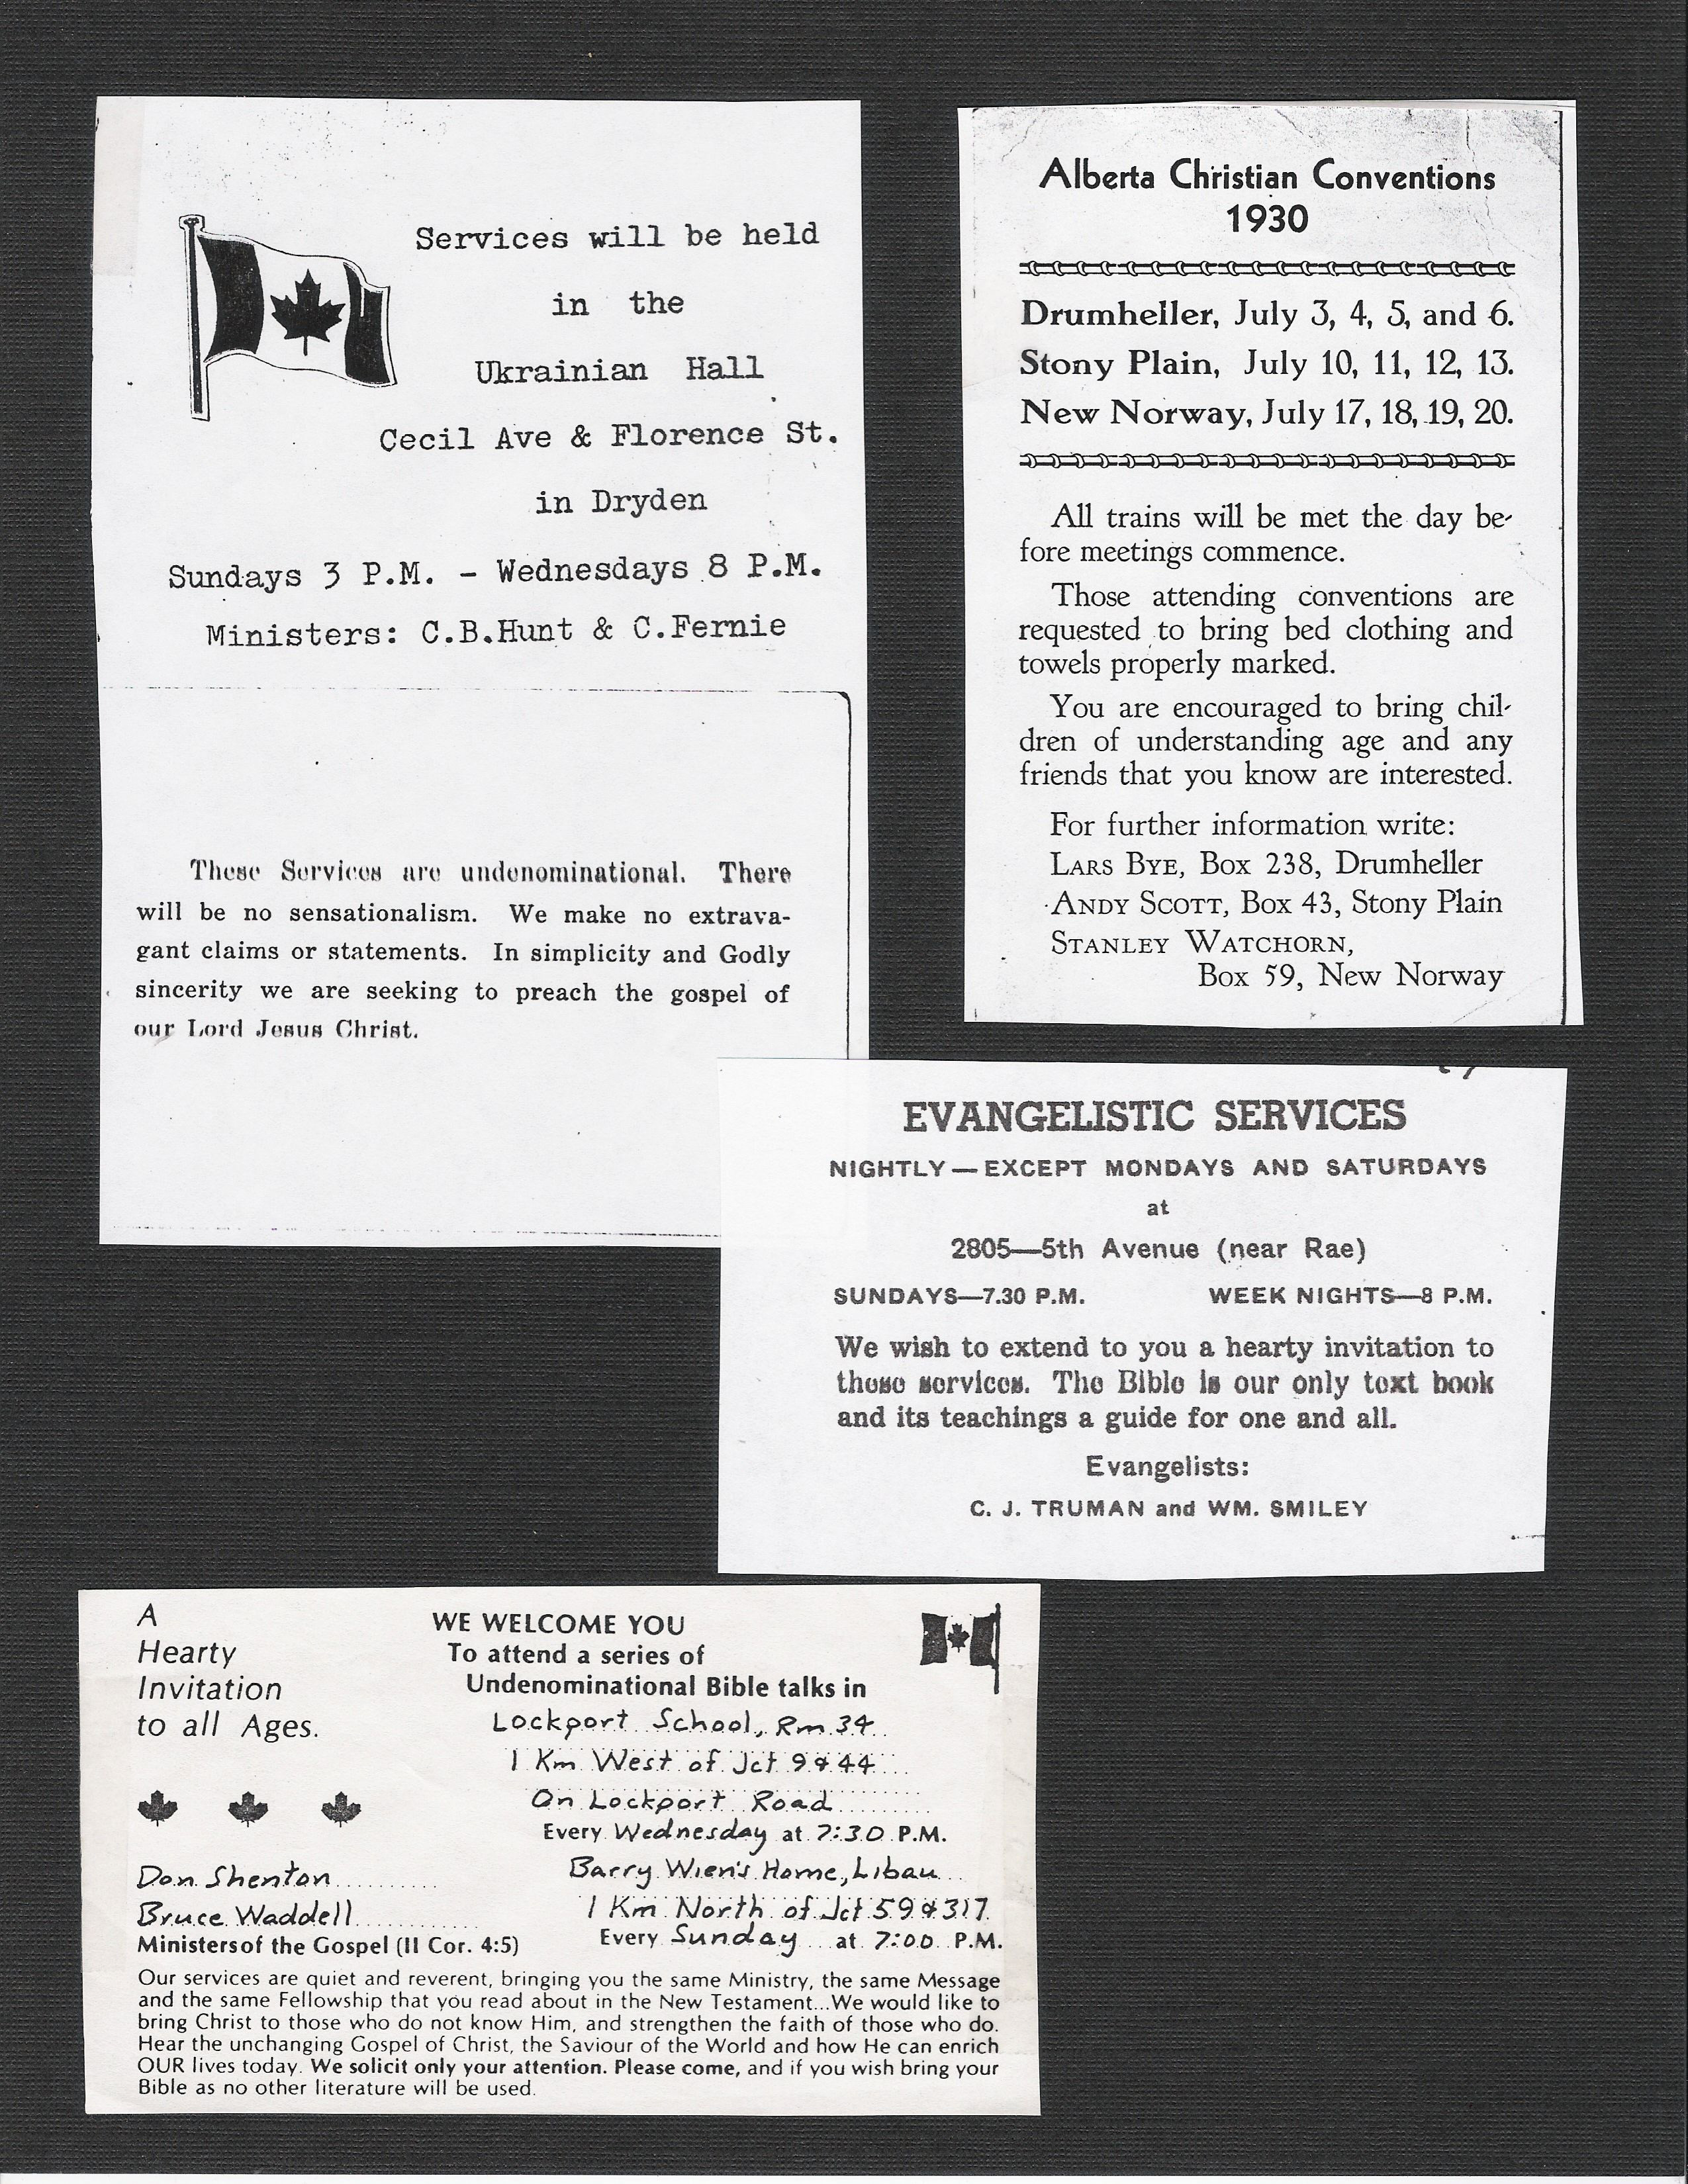 Services will be held
in the
Ukrainian Hall
Cecil Ave & Florence St.
in Dryden
Sundays 3 P.M. - Wednesdays 8 P.M.
Ministers: C.B.Hunt & C.Fernie
These Services are undenominational. There
will be no sensationalism. We make no extrava-
gant claims or statements. In simplicity and Godly
sincerity we are seeking to preach the gospel of
our Lord Jesus Christ.
Alberta Christian Conventions
1930
Drumheller, July 3, 4, 5, and 6.
Stony Plain, July 10, 11, 12, 13.
New Norway, July 17, 18, 19, 20.
All trains will be met the day be-
fore meetings commence.
Those attending conventions are
requested to bring bed clothing and
towels properly marked.
You are encouraged to bring chil-
dren of understanding age and any
friends that you know are interested.
For further information write:
LARS BYE, Box 238, Drumheller
ANDY SCOTT, Box 43, Stony Plain
STANLEY WATCHORN,
Box 59, New Norway
EVANGELISTIC SERVICES
NIGHTLY—EXCEPT MONDAYS AND SATURDAYS
at
2805—5th Avenue (near Rae)
SUNDAYS—7.30 P.M. WEEK NIGHTS—8 P.M.
We wish to extend to you a hearty invitation to
these services. The Bible is our only text book
and its teachings a guide for one and all.
Evangelists:
C. J. TRUMAN and WM. SMILEY
A
Hearty
Invitation
to all Ages.
WE WELCOME YOU
To attend a series of
Undenominational Bible talks in
Lockport School, Rm 34
1 Km West of Jct 9 & 44
On Lockport Road
Every Wednesday at 7:30 P.M.
Barry Wien's Home, Libau
1 Km North of Jct 59 & 317
Every Sunday at 7:00 P.M.
Don Shenton
Bruce Waddell
Ministers of the Gospel (II Cor. 4:5)
Our services are quiet and reverent, bringing you the same Ministry, the same Message
and the same Fellowship that you read about in the New Testament...We would like to
bring Christ to those who do not know Him, and strengthen the faith of those who do.
Hear the unchanging Gospel of Christ, the Saviour of the World and how He can enrich
OUR lives today. We solicit only your attention. Please come, and if you wish bring your
Bible as no other literature will be used.